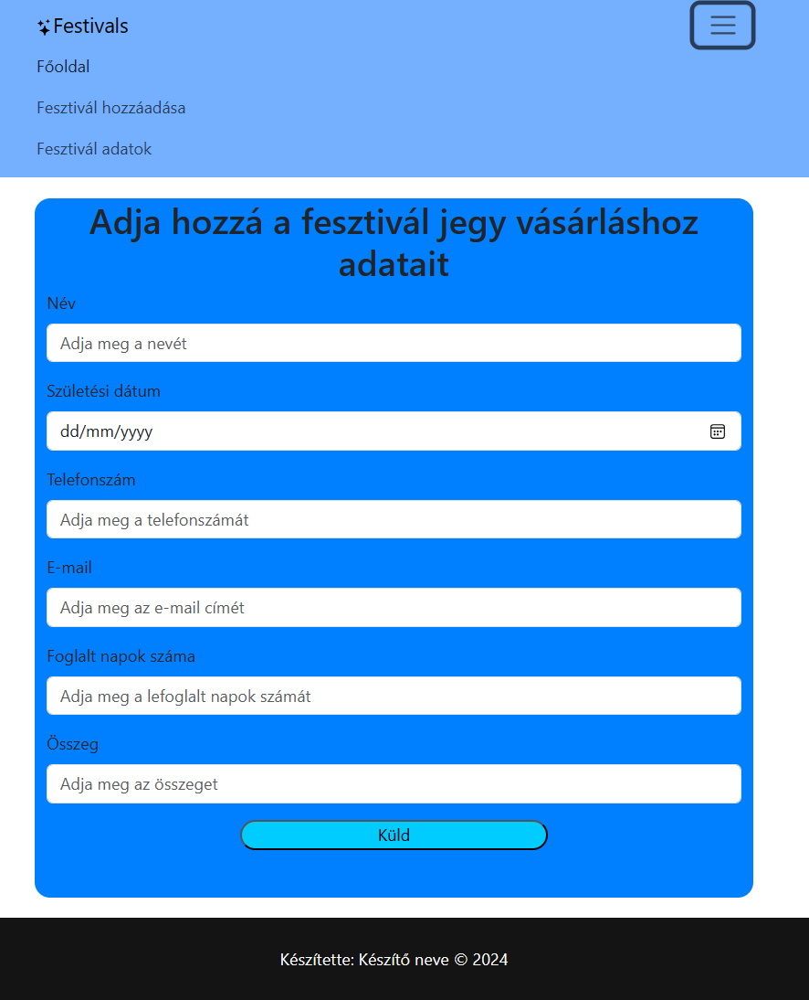 Festivals
Főoldal
Fesztivál hozzáadása
Fesztivál adatok
Adja hozzá a fesztivál jegy vásárláshoz
adatait
Név
Adja meg a nevét
Születési dátum
dd/mm/yyyy
Telefonszám
Adja meg a telefonszámát
E-mail
Adja meg az e-mail címét
Foglalt napok száma
Adja meg a lefoglalt napok számát
Összeg
Adja meg az összeget
Küld
Készítette: Készítő neve © 2024